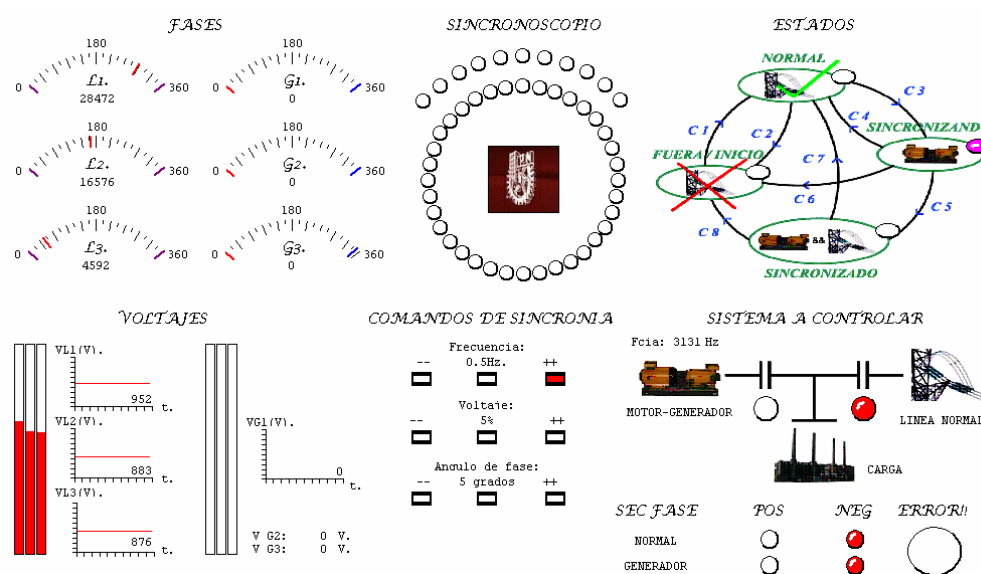 FASES
SINCRONOSCOPIO
ESTADOS
180
0
360
L1.
28472
180
0
360
G1.
0
180
0
360
L2.
16576
180
0
360
G2.
0
180
0
360
L3.
4592
180
0
360
G3.
0
NORMAL
C 3
C 1
C 2
C 4
SINCRONIZAND
FUERA/INICIO
C 7
C 6
C 5
C 8
&&
SINCRONIZADO
VOLTAJES
COMANDOS DE SINCRONIA
SISTEMA A CONTROLAR
VL1(V).
952
t.
VL2(V).
883
t.
VL3(V).
876
t.
VG1(V).
0
t.
V G2: 0 V.
V G3: 0 V.
Frecuencia:
-- 0.5Hz. ++
Voltaje:
-- 5% ++
Angulo de fase:
-- 5 grados ++
Fcia: 3131 Hz
MOTOR-GENERADOR
LINEA NORMAL
CARGA
SEC FASE POS NEG ERROR!!
NORMAL
GENERADOR